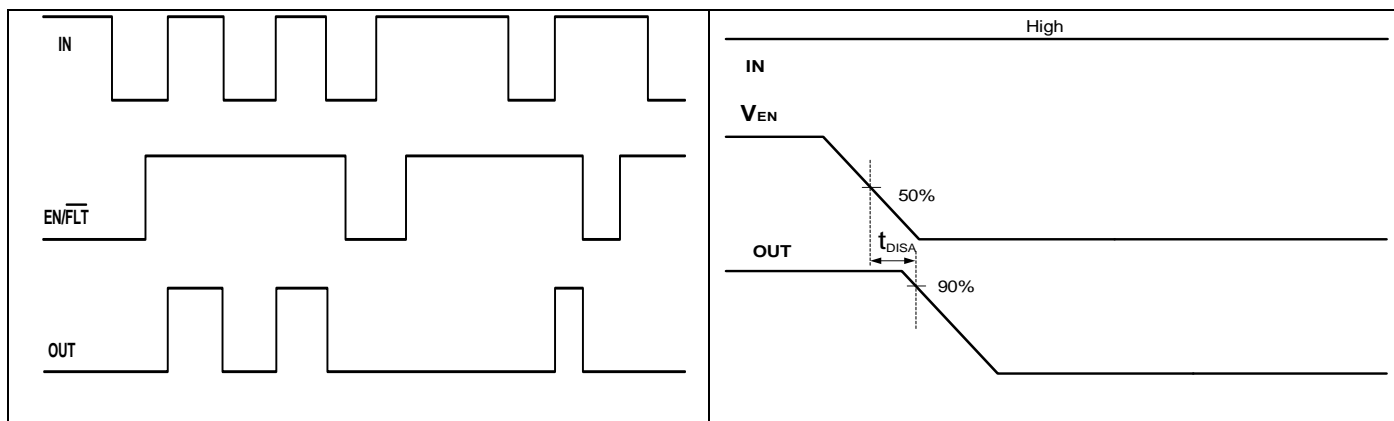 IN
EN/FLT
OUT
High
IN
VEN
50%
tDISA
OUT
90%